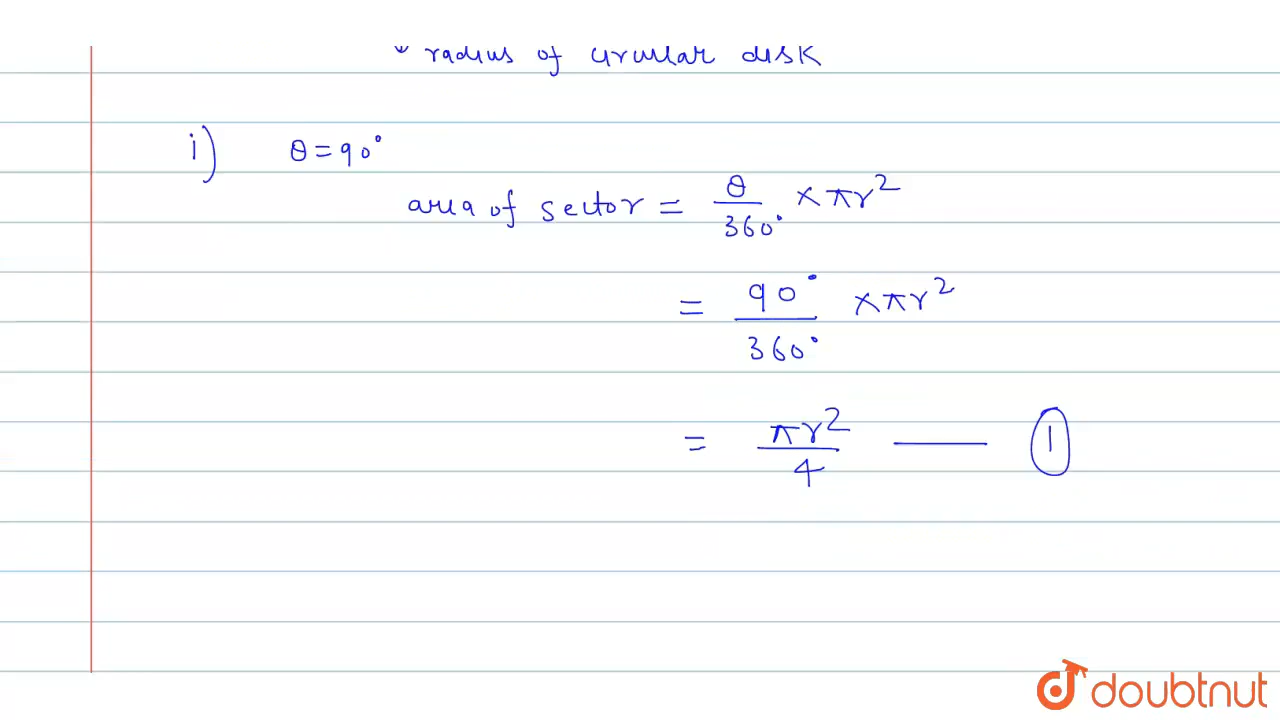 radius of circular disk
i) θ=90°
area of sector = θ/360° × πr²
= 90°/360° × πr²
= πr²/4 —— ①
doubtnut